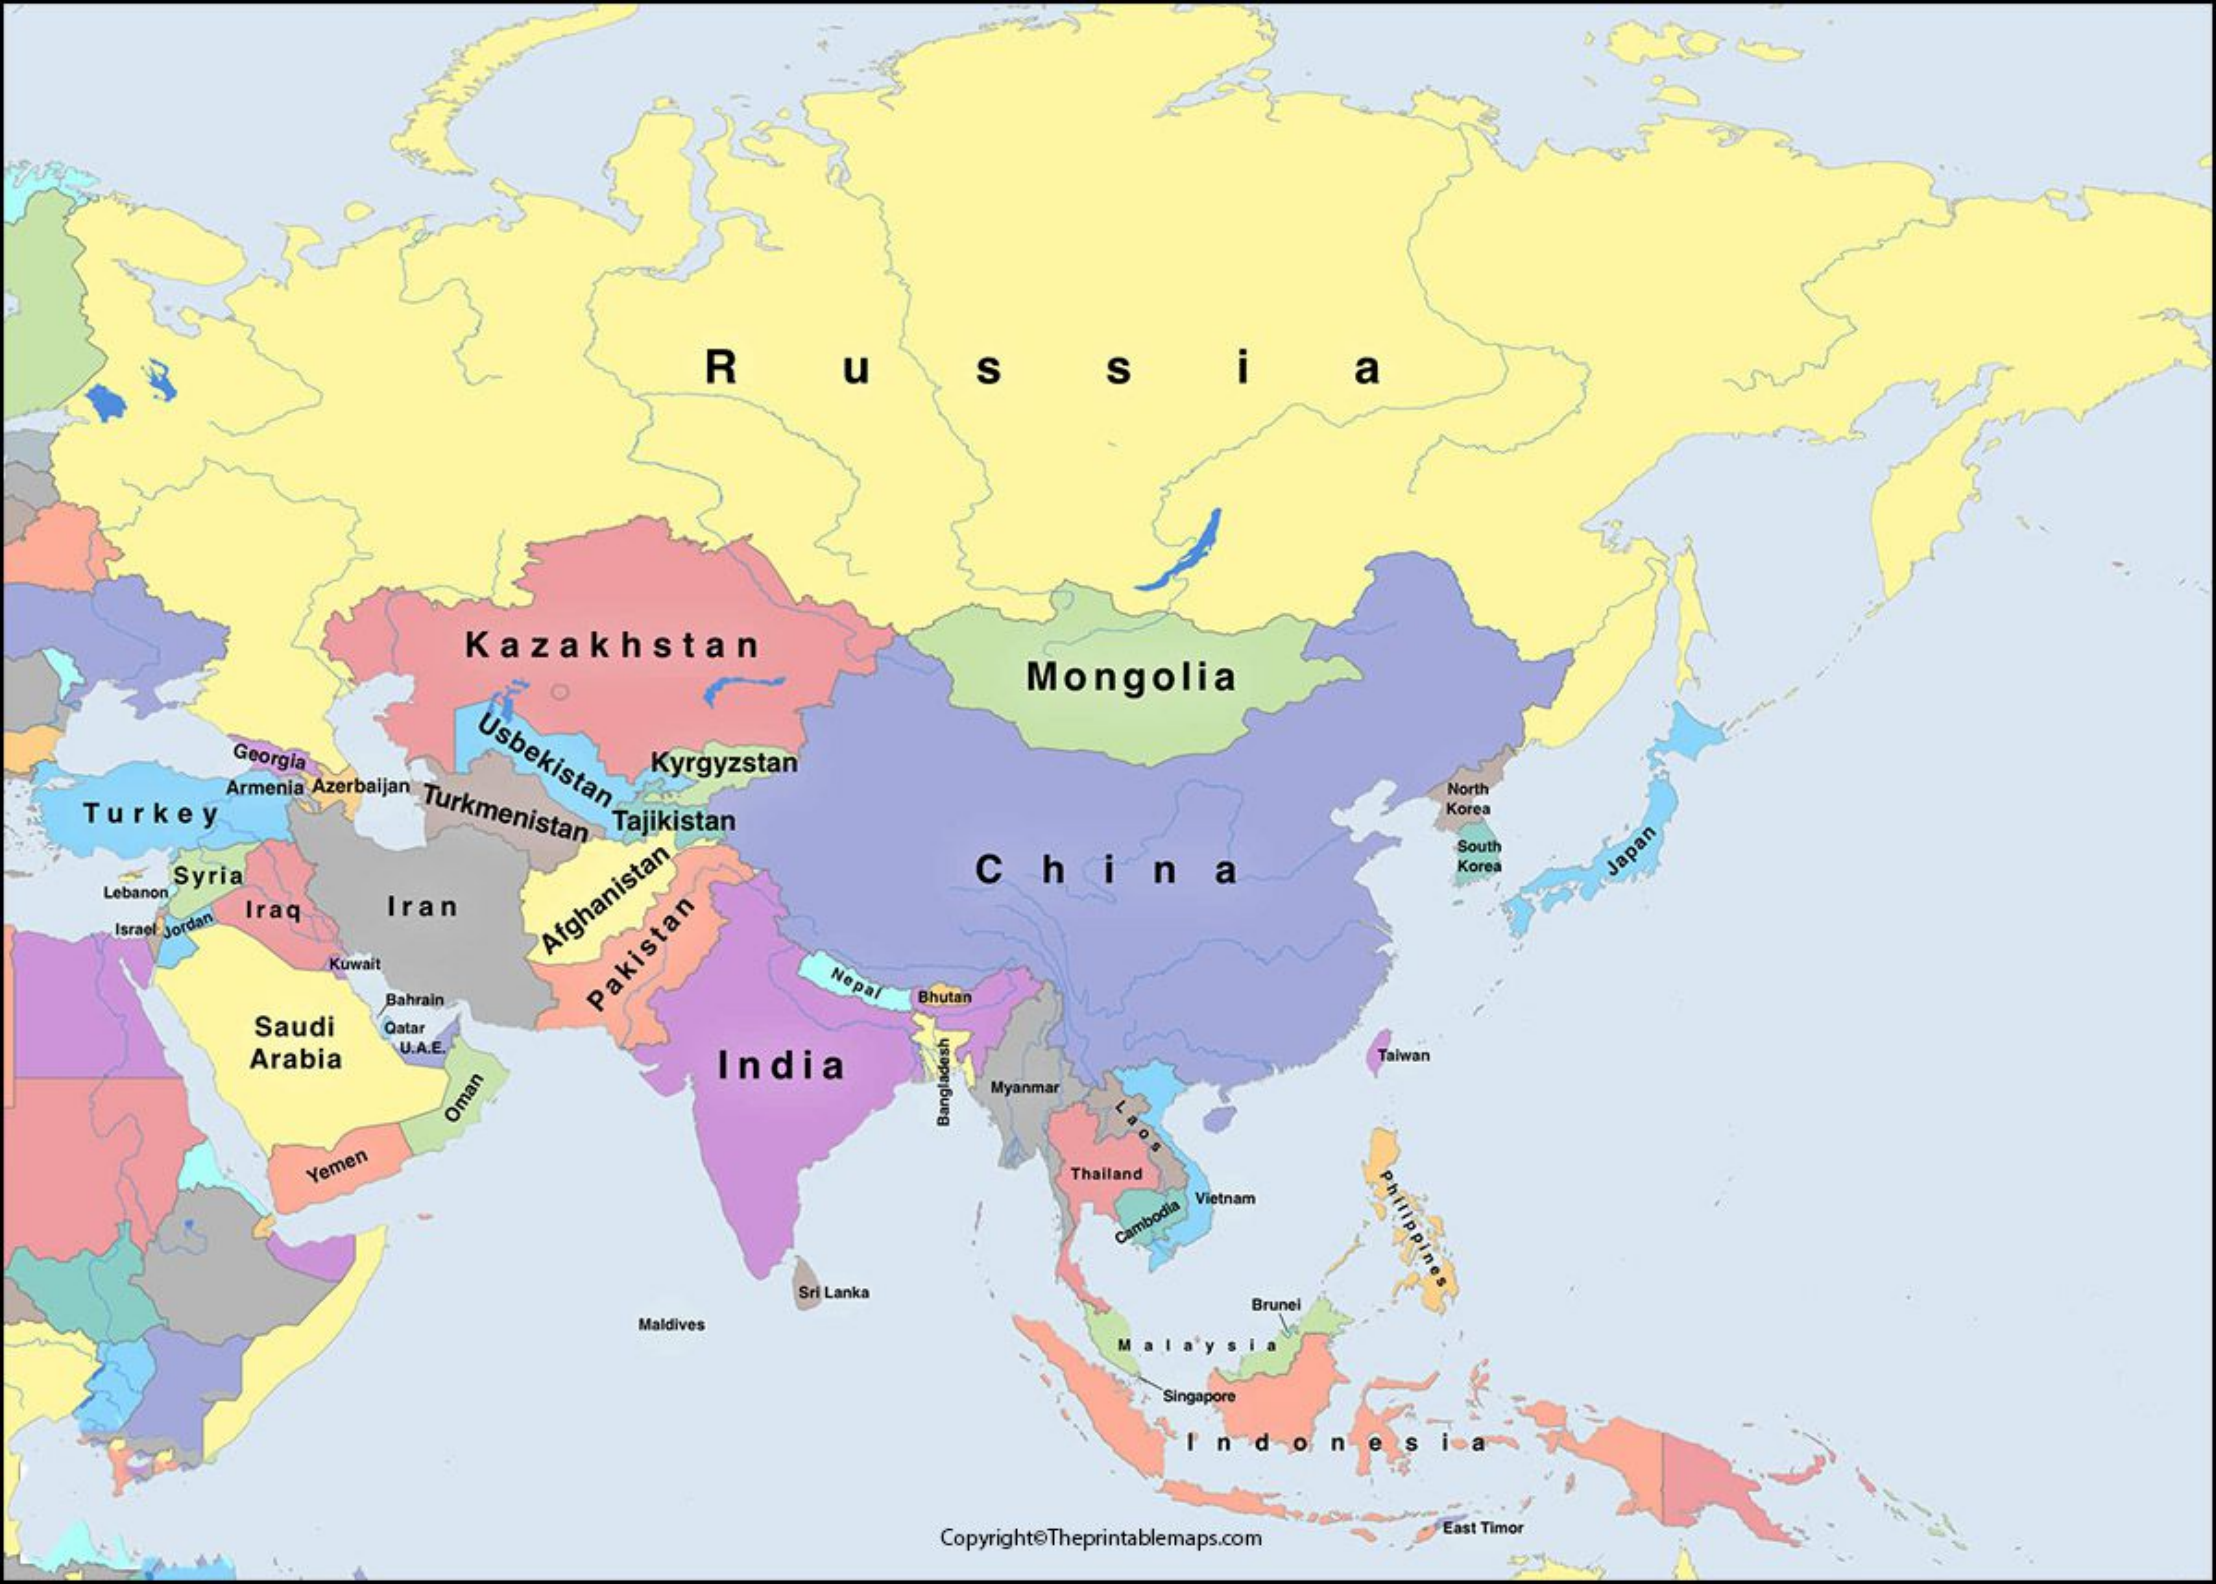 Russia
Kazakhstan
Mongolia
Usbekistan
Georgia
Kyrgyzstan
Armenia
Azerbaijan
Turkmenistan
Turkey
Tajikistan
North
Korea
South
Korea
Japan
China
Syria
Lebanon
Iraq
Iran
Afghanistan
Israel
Jordan
Pakistan
Kuwait
Nepal
Bhutan
Bahrain
Qatar
U.A.E.
Saudi
Arabia
India
Oman
Bangladesh
Myanmar
Taiwan
Laos
Yemen
Thailand
Vietnam
Cambodia
Philippines
Sri Lanka
Maldives
Brunei
Malaysia
Singapore
Indonesia
East Timor
Copyright©Theprintablemaps.com